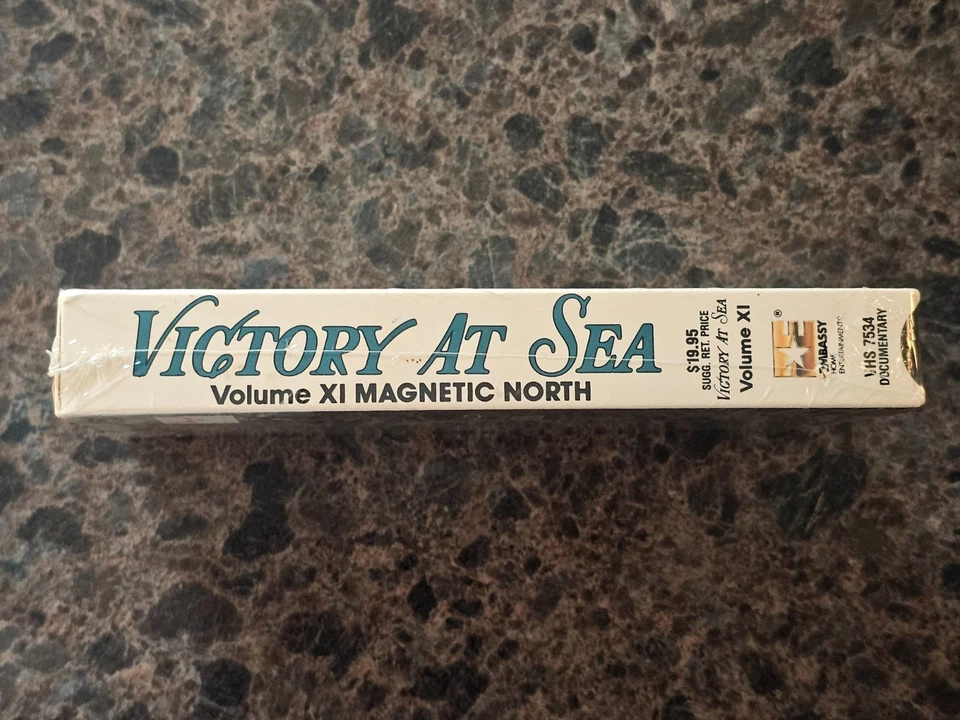 VICTORY AT SEA
Volume XI MAGNETIC NORTH
$19.95
SUGG. RET. PRICE
VICTORY AT SEA
Volume XI
®
EMBASSY
HOME
ENTERTAINMENT
VHS 7534
DOCUMENTARY